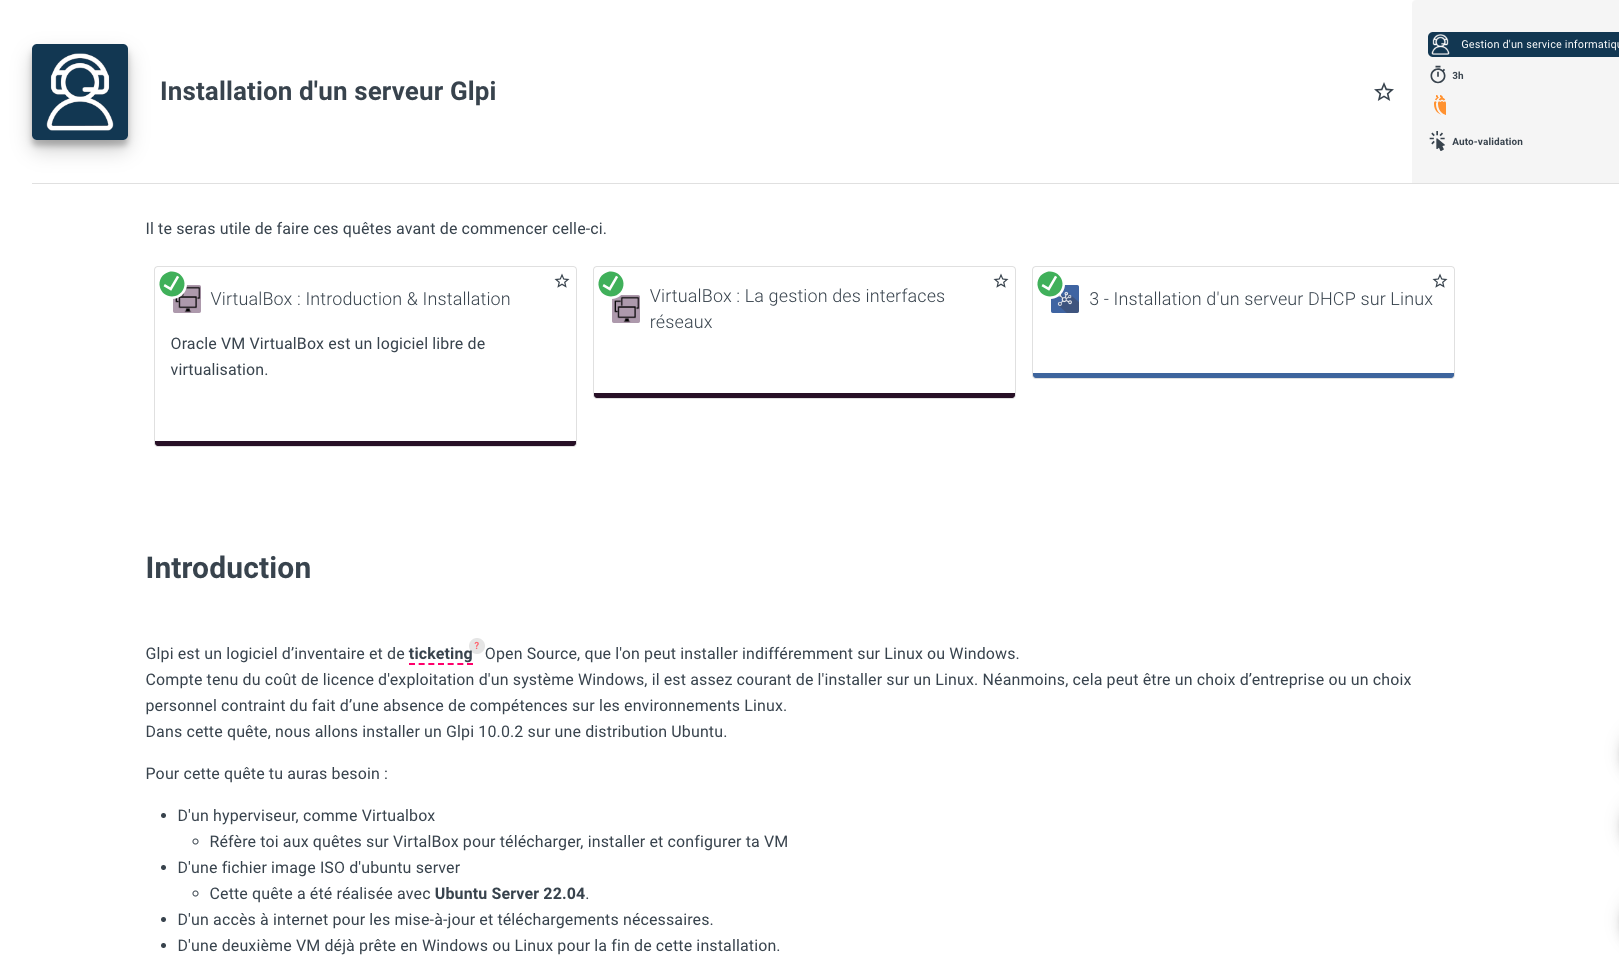 Installation d'un serveur Glpi
Gestion d'un service informatiqu
3h
Auto-validation
Il te seras utile de faire ces quêtes avant de commencer celle-ci.
VirtualBox : Introduction & Installation
Oracle VM VirtualBox est un logiciel libre de
virtualisation.
VirtualBox : La gestion des interfaces
réseaux
3 - Installation d'un serveur DHCP sur Linux
Introduction
Glpi est un logiciel d’inventaire et de ticketing ? Open Source, que l'on peut installer indifféremment sur Linux ou Windows.
Compte tenu du coût de licence d'exploitation d'un système Windows, il est assez courant de l'installer sur un Linux. Néanmoins, cela peut être un choix d’entreprise ou un choix
personnel contraint du fait d’une absence de compétences sur les environnements Linux.
Dans cette quête, nous allons installer un Glpi 10.0.2 sur une distribution Ubuntu.
Pour cette quête tu auras besoin :
• D'un hyperviseur, comme Virtualbox
◦ Réfère toi aux quêtes sur VirtalBox pour télécharger, installer et configurer ta VM
• D'une fichier image ISO d'ubuntu server
◦ Cette quête a été réalisée avec Ubuntu Server 22.04.
• D'un accès à internet pour les mise-à-jour et téléchargements nécessaires.
• D'une deuxième VM déjà prête en Windows ou Linux pour la fin de cette installation.